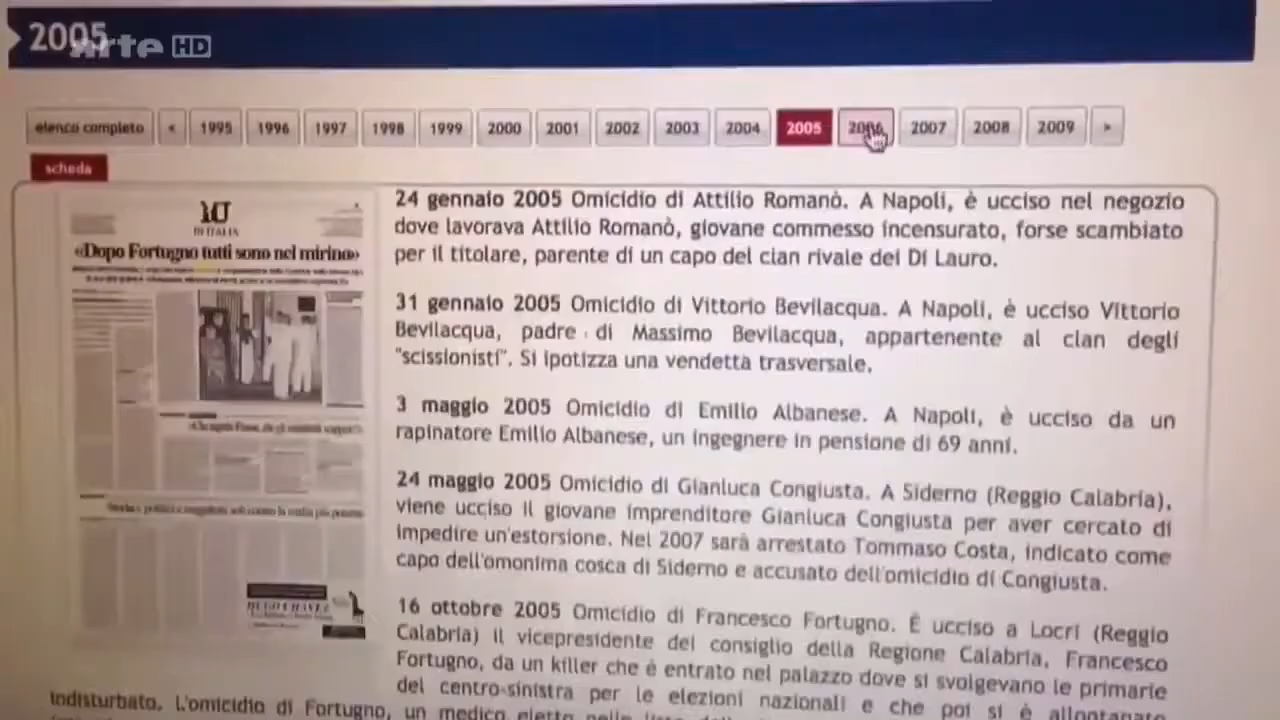 2005
arte HD
elenco completo « 1995 1996 1997 1998 1999 2000 2001 2002 2003 2004 2005 2006 2007 2008 2009 »
scheda
IN ITALIA
«Dopo Fortugno tutti sono nel mirino»
24 gennaio 2005 Omicidio di Attilio Romanò. A Napoli, è ucciso nel negozio
dove lavorava Attilio Romanò, giovane commesso incensurato, forse scambiato
per il titolare, parente di un capo del clan rivale dei Di Lauro.
31 gennaio 2005 Omicidio di Vittorio Bevilacqua. A Napoli, è ucciso Vittorio
Bevilacqua, padre di Massimo Bevilacqua, appartenente al clan degli
"scissionisti". Si ipotizza una vendetta trasversale.
3 maggio 2005 Omicidio di Emilio Albanese. A Napoli, è ucciso da un
rapinatore Emilio Albanese, un ingegnere in pensione di 69 anni.
24 maggio 2005 Omicidio di Gianluca Congiusta. A Siderno (Reggio Calabria),
viene ucciso il giovane imprenditore Gianluca Congiusta per aver cercato di
impedire un'estorsione. Nel 2007 sarà arrestato Tommaso Costa, indicato come
capo dell'omonima cosca di Siderno e accusato dell'omicidio di Congiusta.
16 ottobre 2005 Omicidio di Francesco Fortugno. È ucciso a Locri (Reggio
Calabria) il vicepresidente del consiglio della Regione Calabria, Francesco
Fortugno, da un killer che è entrato nel palazzo dove si svolgevano le primarie
del centro-sinistra per le elezioni nazionali e che poi si è allontanato
indisturbato. L'omicidio di Fortugno, un medico eletto nelle